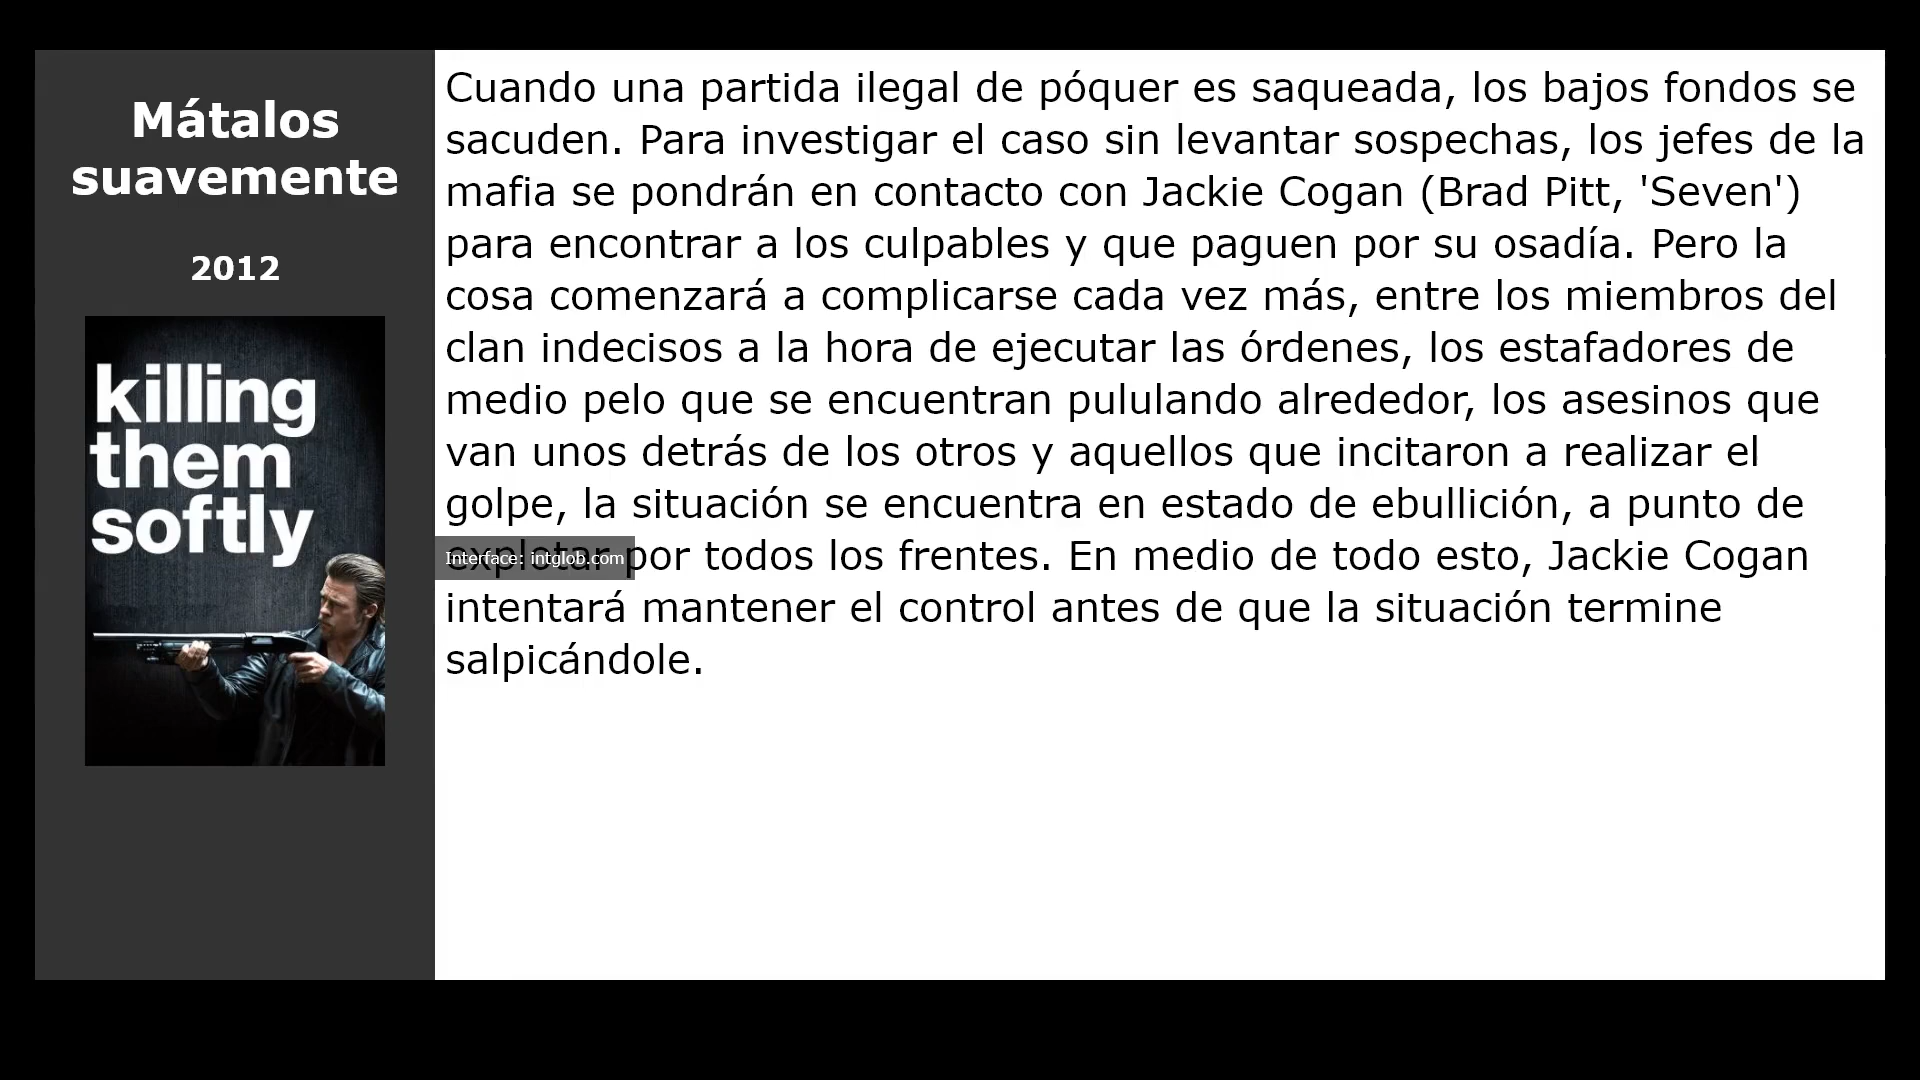 Mátalos
suavemente
2012
killing
them
softly
Cuando una partida ilegal de póquer es saqueada, los bajos fondos se
sacuden. Para investigar el caso sin levantar sospechas, los jefes de la
mafia se pondrán en contacto con Jackie Cogan (Brad Pitt, 'Seven')
para encontrar a los culpables y que paguen por su osadía. Pero la
cosa comenzará a complicarse cada vez más, entre los miembros del
clan indecisos a la hora de ejecutar las órdenes, los estafadores de
medio pelo que se encuentran pululando alrededor, los asesinos que
van unos detrás de los otros y aquellos que incitaron a realizar el
golpe, la situación se encuentra en estado de ebullición, a punto de
explotar por todos los frentes. En medio de todo esto, Jackie Cogan
Interface: intglob.com
intentará mantener el control antes de que la situación termine
salpicándole.